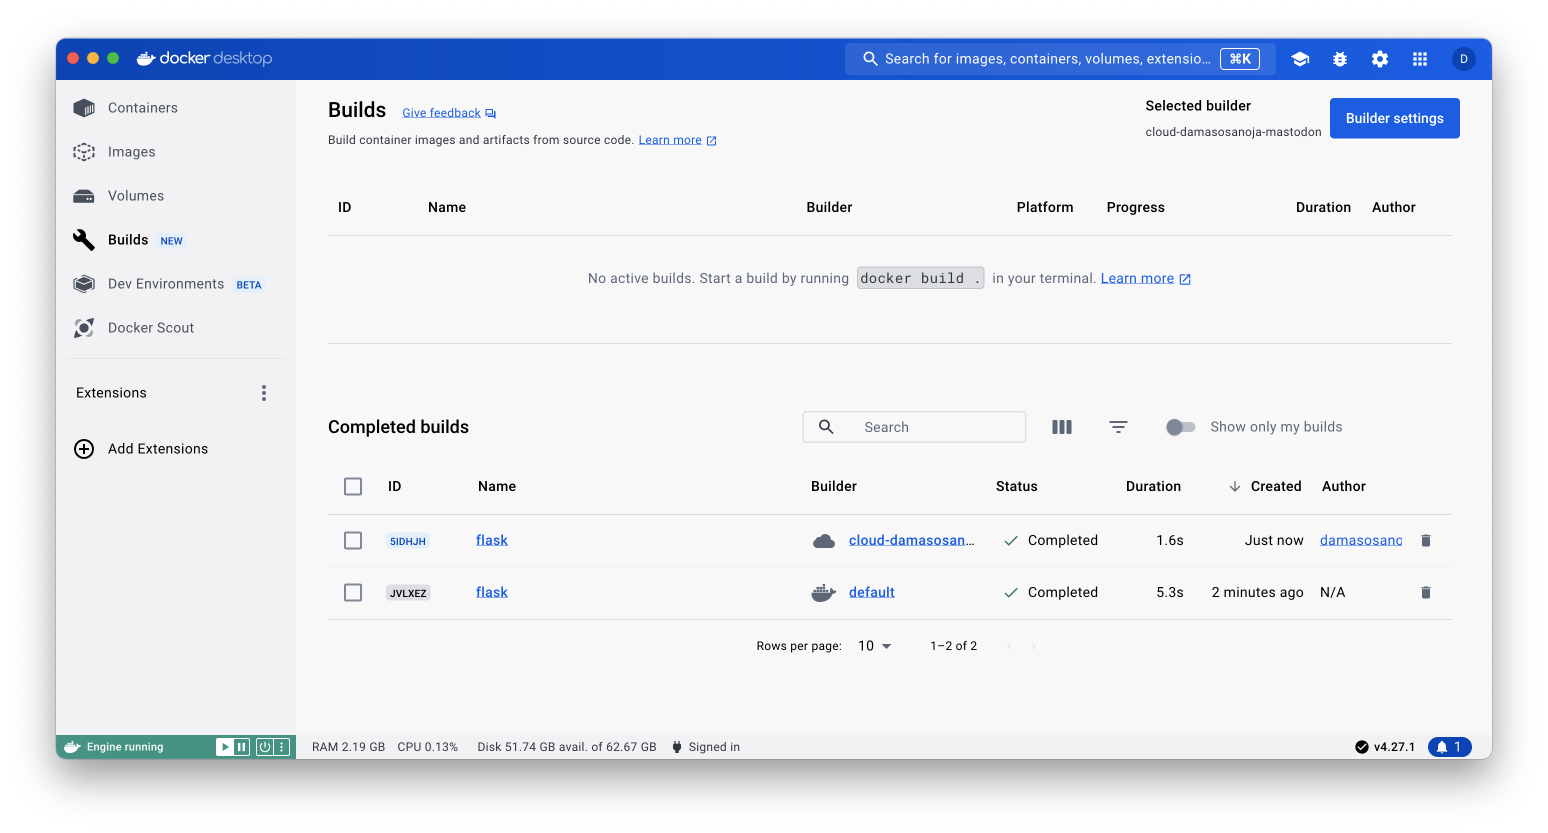 docker desktop
Search for images, containers, volumes, extensio... ⌘K
D
Containers
Images
Volumes
Builds NEW
Dev Environments BETA
Docker Scout
Extensions
Add Extensions
Builds Give feedback
Build container images and artifacts from source code. Learn more
Selected builder
cloud-damasosanoja-mastodon
Builder settings
ID Name Builder Platform Progress Duration Author
No active builds. Start a build by running docker build . in your terminal. Learn more
Completed builds
Search
Show only my builds
ID Name Builder Status Duration Created Author
5IDHJH flask cloud-damasosan... Completed 1.6s Just now damasosano
JVLXEZ flask default Completed 5.3s 2 minutes ago N/A
Rows per page: 10 1–2 of 2
Engine running
RAM 2.19 GB CPU 0.13% Disk 51.74 GB avail. of 62.67 GB Signed in
v4.27.1 1